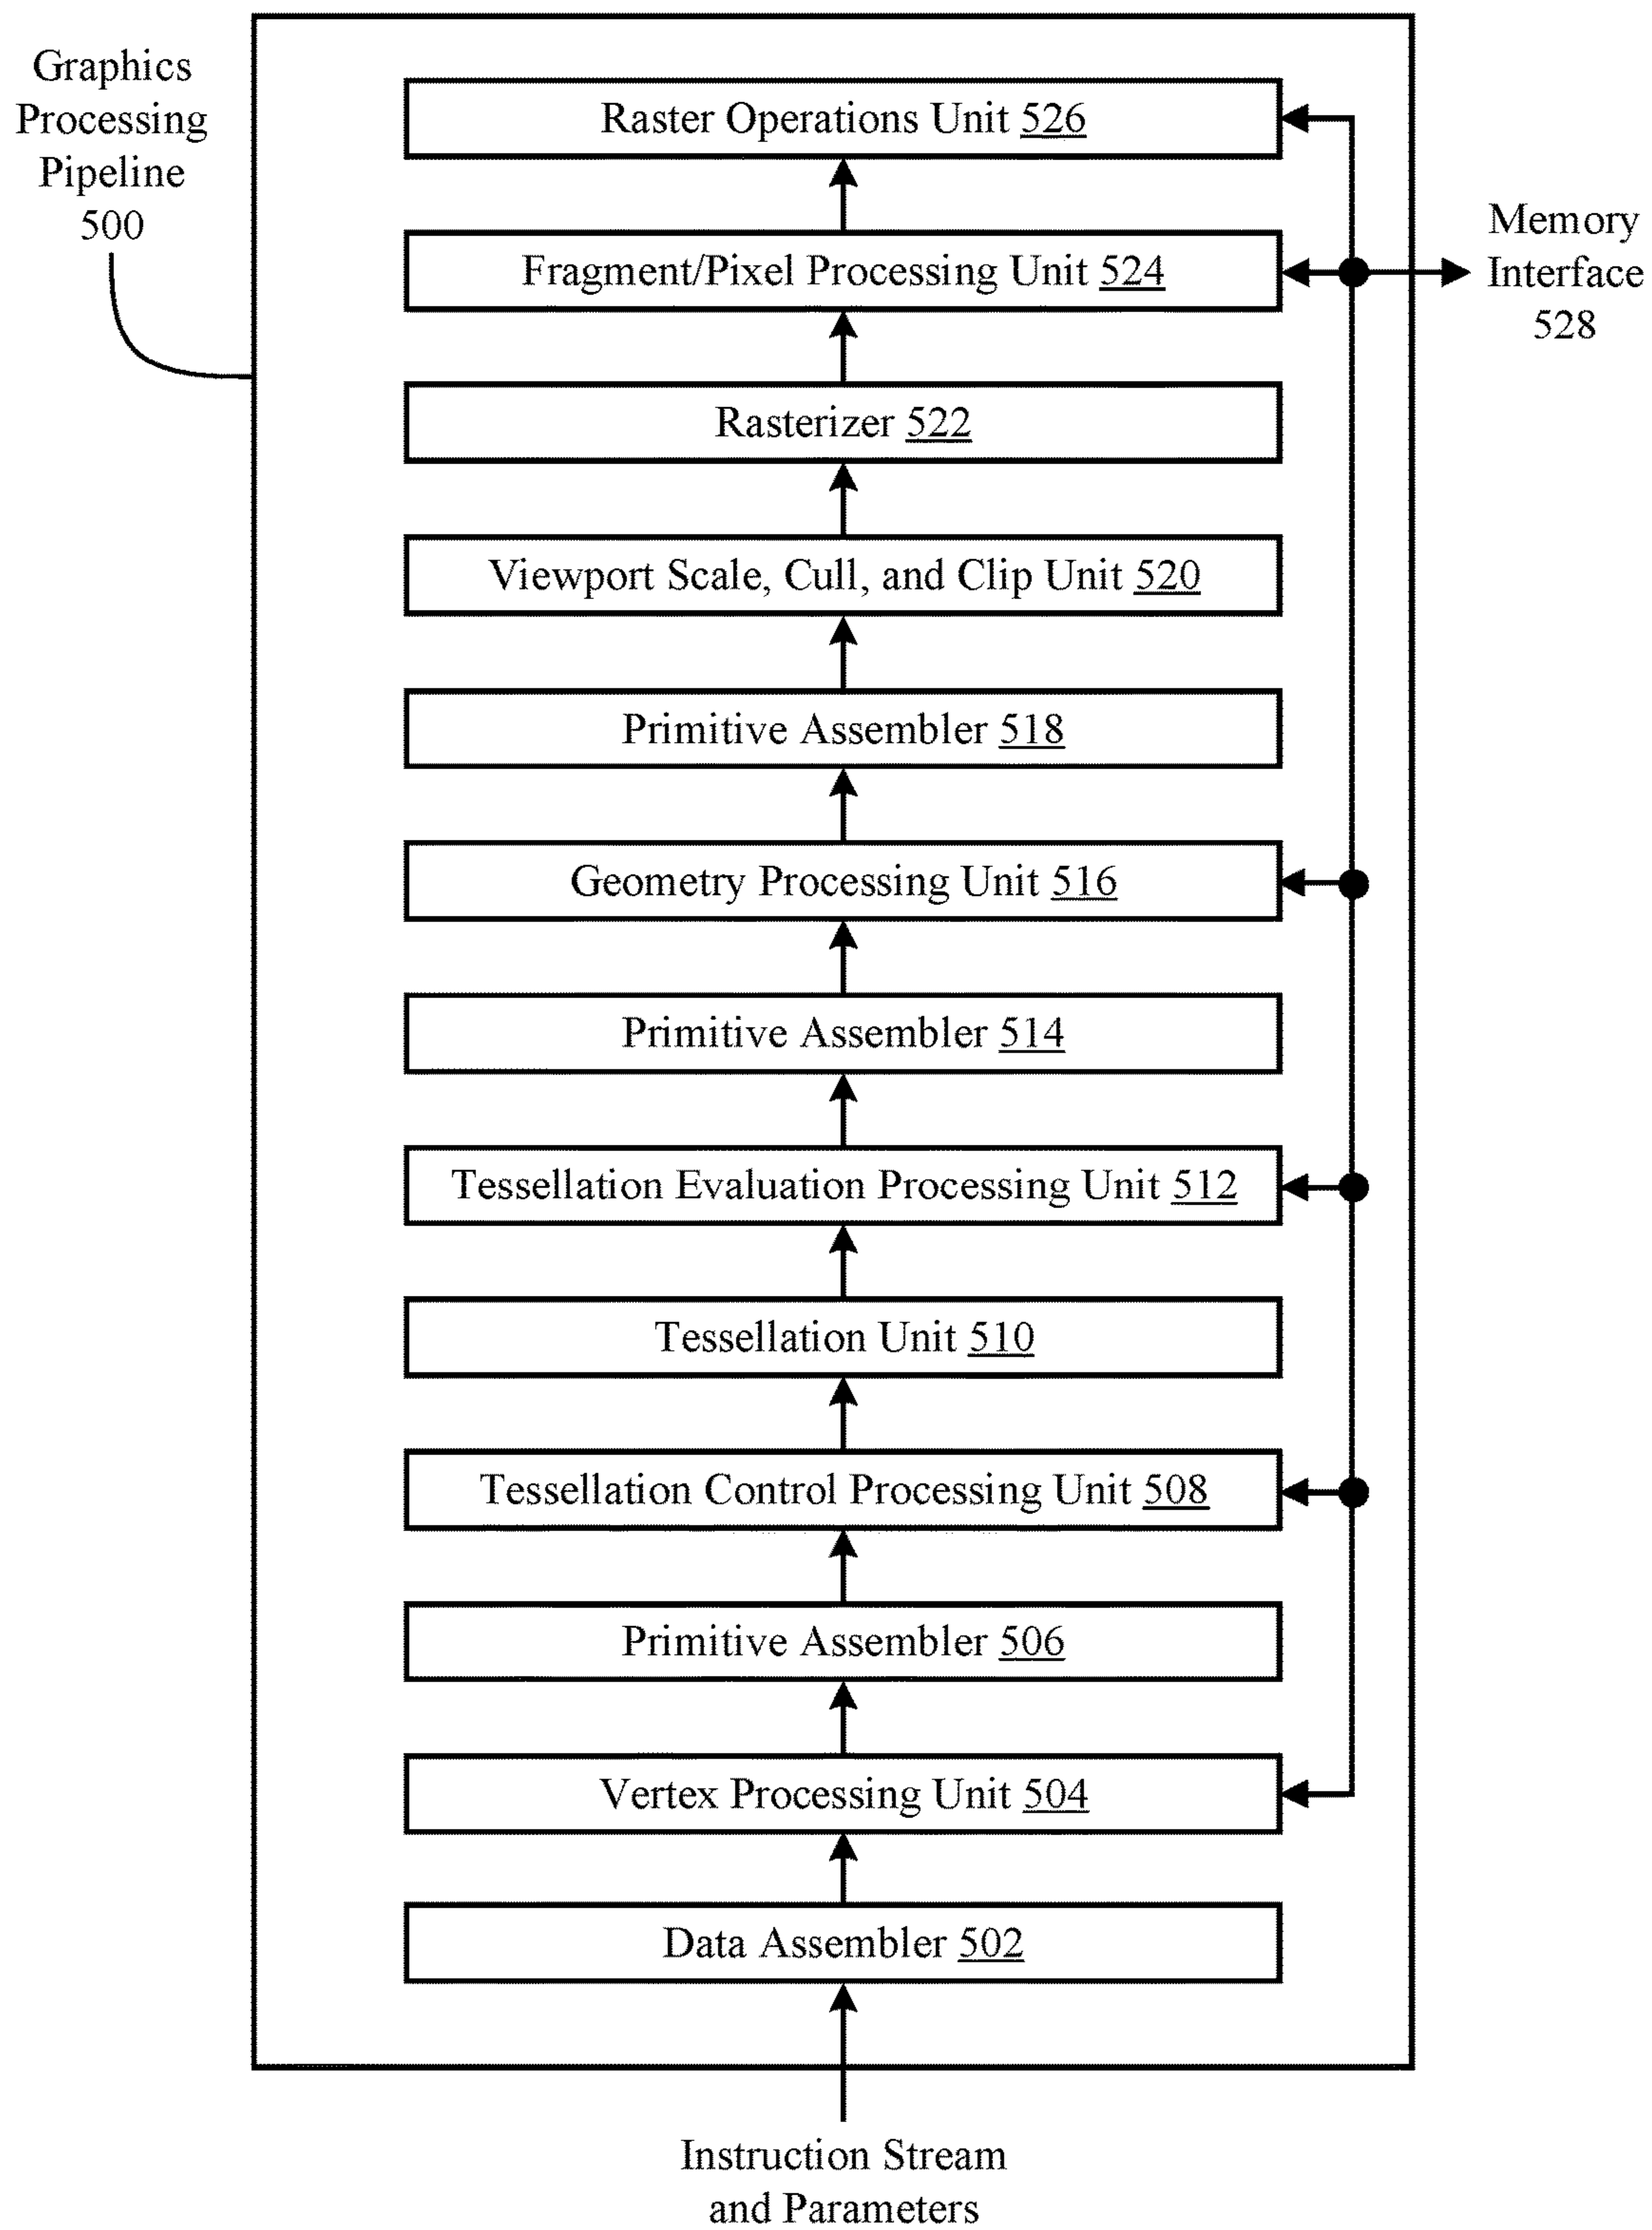 Graphics
Processing
Pipeline
500
Raster Operations Unit 526
Memory
Interface
528
Fragment/Pixel Processing Unit 524
Rasterizer 522
Viewport Scale, Cull, and Clip Unit 520
Primitive Assembler 518
Geometry Processing Unit 516
Primitive Assembler 514
Tessellation Evaluation Processing Unit 512
Tessellation Unit 510
Tessellation Control Processing Unit 508
Primitive Assembler 506
Vertex Processing Unit 504
Data Assembler 502
Instruction Stream
and Parameters